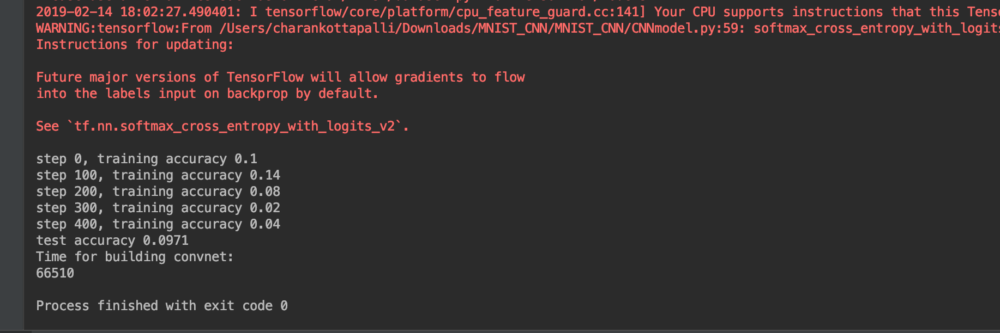 2019-02-14 18:02:27.490401: I tensorflow/core/platform/cpu_feature_guard.cc:141] Your CPU supports instructions that this
WARNING:tensorflow:From /Users/charankottapalli/Downloads/MNIST_CNN/MNIST_CNN/CNNmodel.py:59: softmax_cross_entropy_with_logits
Instructions for updating:
Future major versions of TensorFlow will allow gradients to flow
into the labels input on backprop by default.
See `tf.nn.softmax_cross_entropy_with_logits_v2`.
step 0, training accuracy 0.1
step 100, training accuracy 0.14
step 200, training accuracy 0.08
step 300, training accuracy 0.02
step 400, training accuracy 0.04
test accuracy 0.0971
Time for building convnet:
66510
Process finished with exit code 0